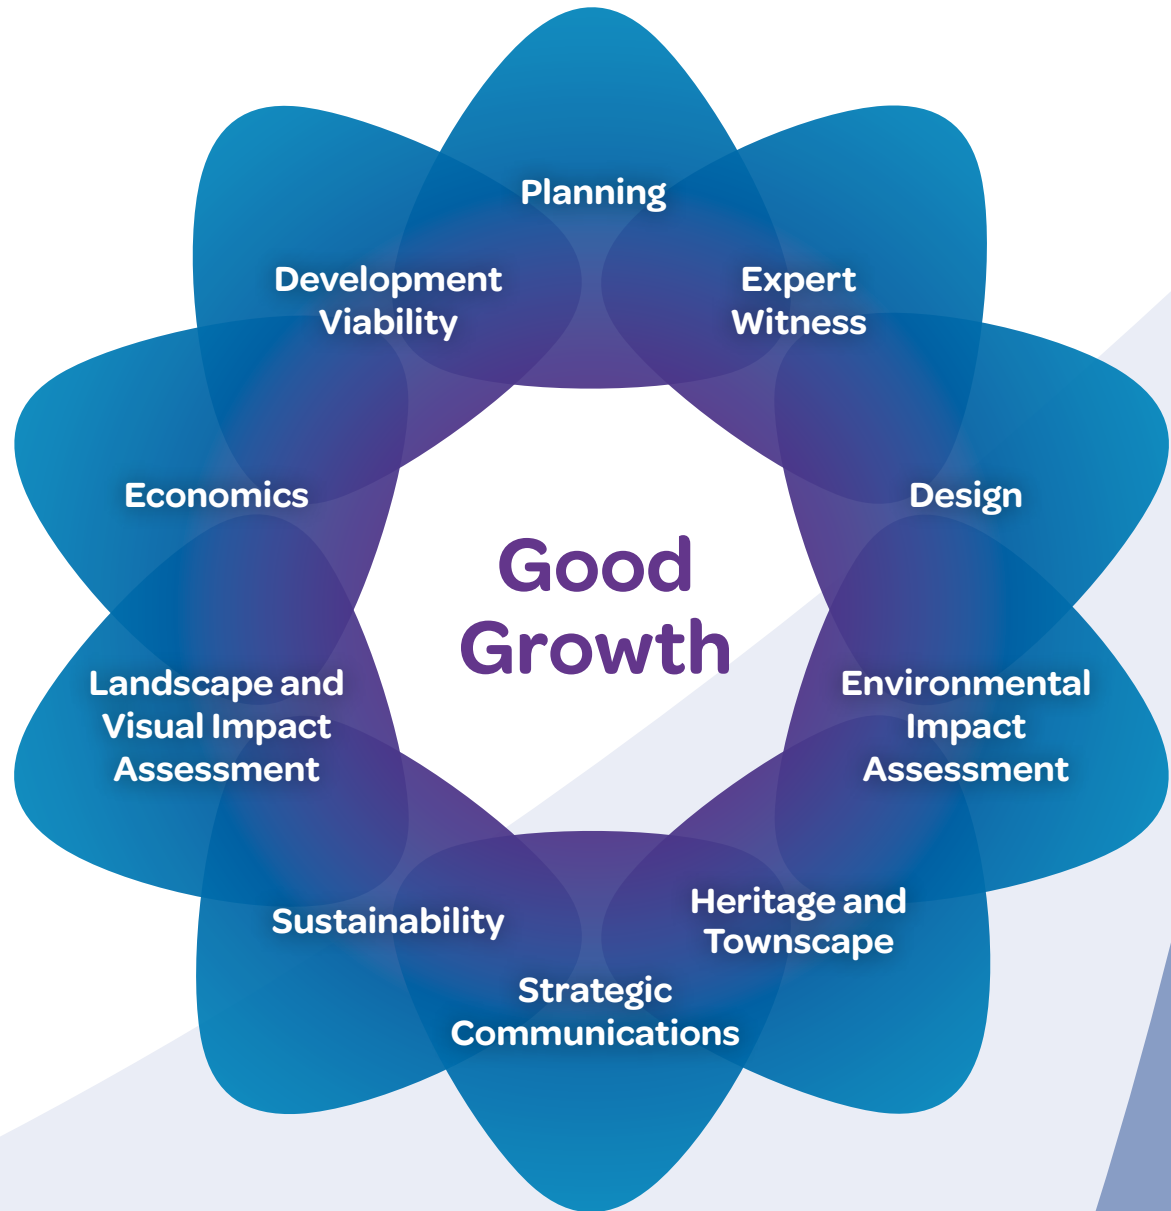 Planning
Development
Viability
Expert
Witness
Economics
Design
Good
Growth
Landscape and
Visual Impact
Assessment
Environmental
Impact
Assessment
Sustainability
Heritage and
Townscape
Strategic
Communications